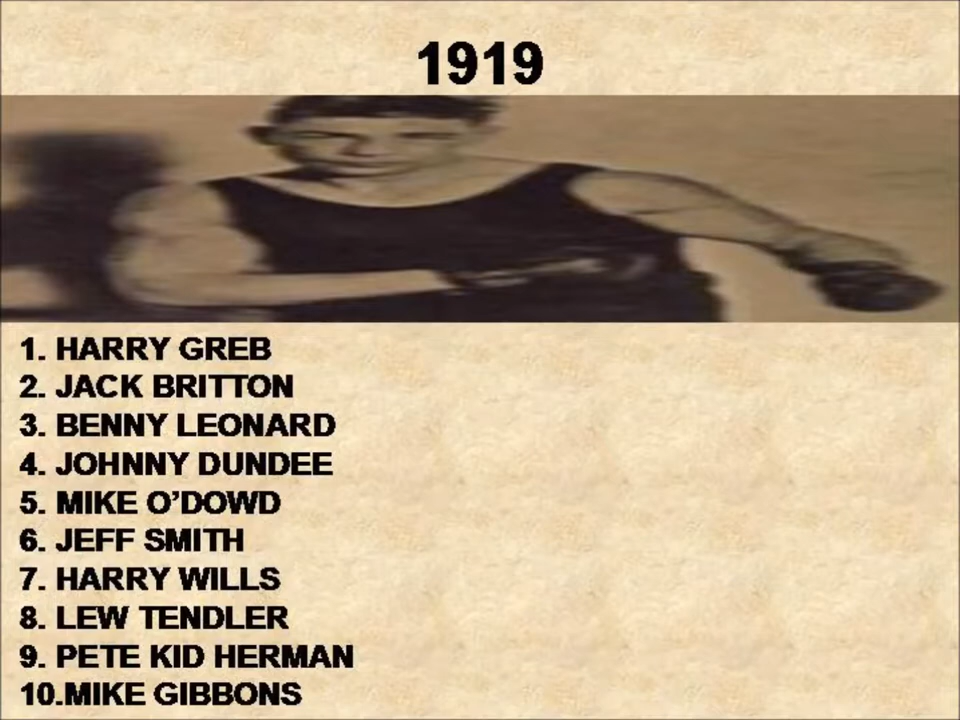 1919
1. HARRY GREB
2. JACK BRITTON
3. BENNY LEONARD
4. JOHNNY DUNDEE
5. MIKE O’DOWD
6. JEFF SMITH
7. HARRY WILLS
8. LEW TENDLER
9. PETE KID HERMAN
10.MIKE GIBBONS